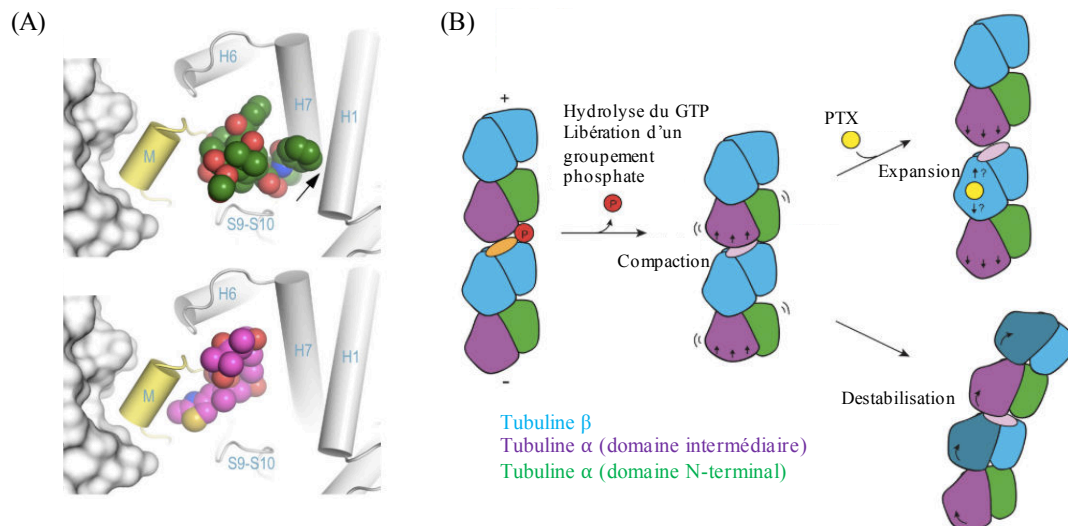 (A)
H6
H7
H1
M
S9-S10
H6
H7
H1
M
S9-S10
(B)
+
Hydrolyse du GTP
Libération d'un
groupement
phosphate
P
P
Compaction
-
PTX
Expansion
?
?
Destabilisation
Tubuline β
Tubuline α (domaine intermédiaire)
Tubuline α (domaine N-terminal)